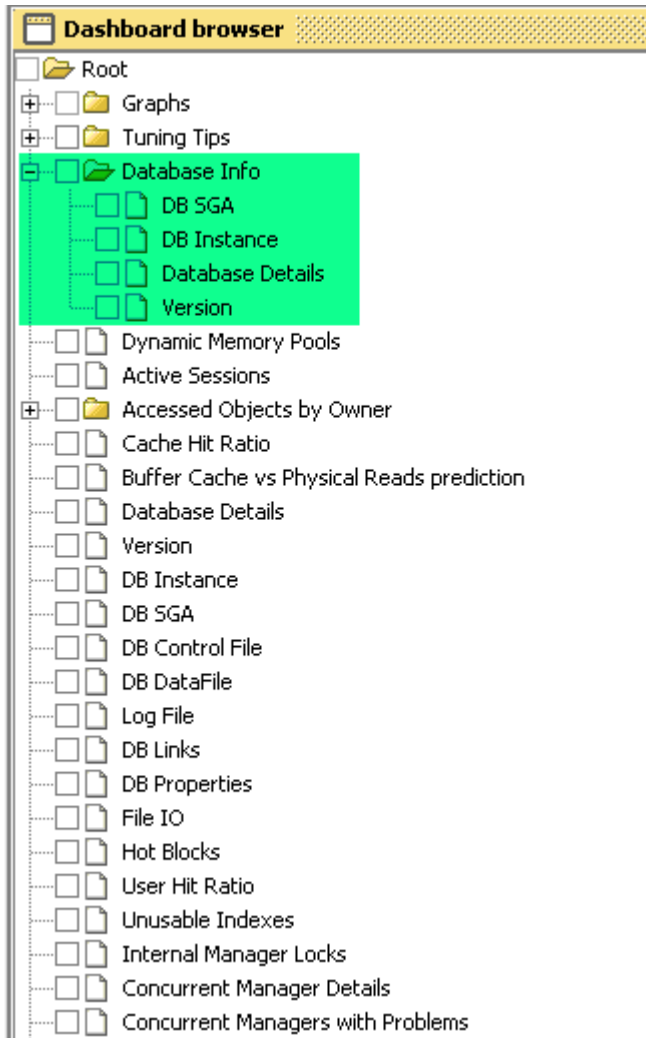 Dashboard browser
Root
Graphs
Tuning Tips
Database Info
DB SGA
DB Instance
Database Details
Version
Dynamic Memory Pools
Active Sessions
Accessed Objects by Owner
Cache Hit Ratio
Buffer Cache vs Physical Reads prediction
Database Details
Version
DB Instance
DB SGA
DB Control File
DB DataFile
Log File
DB Links
DB Properties
File IO
Hot Blocks
User Hit Ratio
Unusable Indexes
Internal Manager Locks
Concurrent Manager Details
Concurrent Managers with Problems